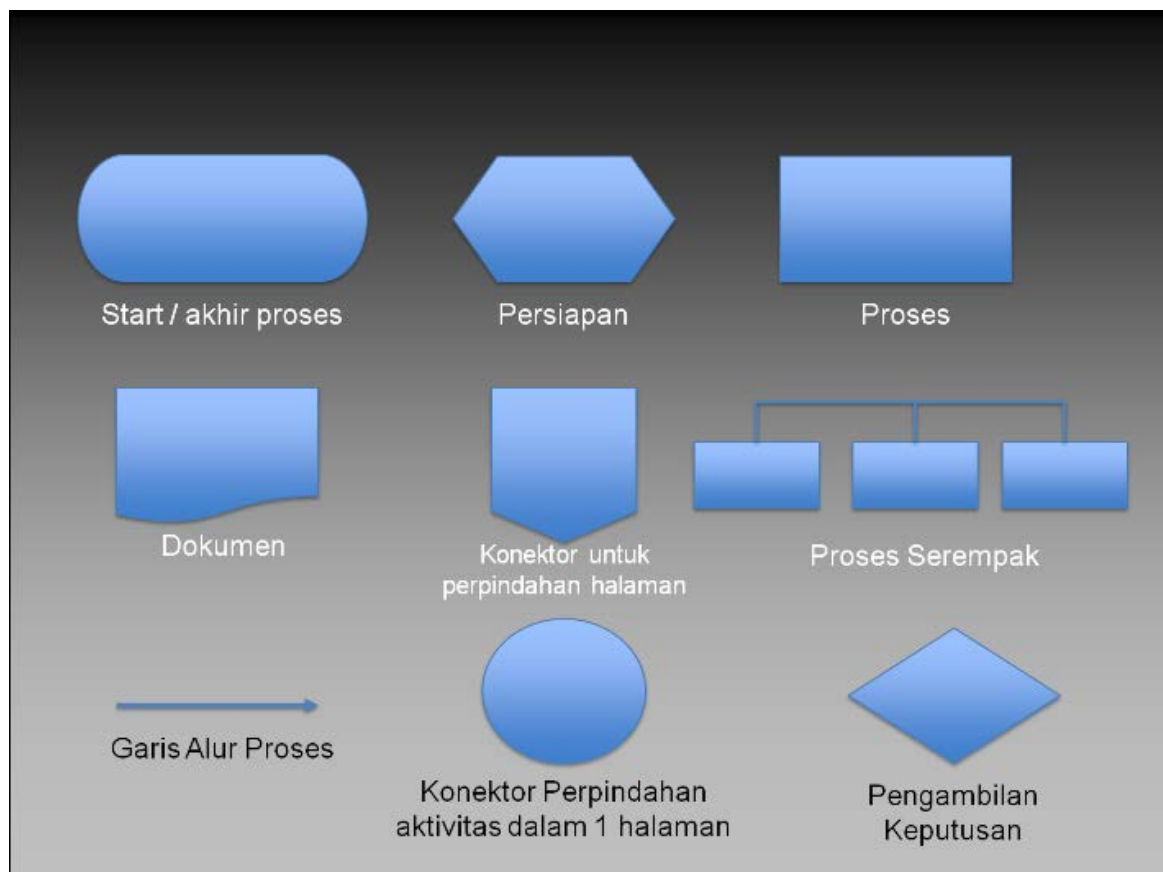 Start / akhir proses
Persiapan
Proses
Dokumen
Konektor untuk
perpindahan halaman
Proses Serempak
Garis Alur Proses
Konektor Perpindahan
aktivitas dalam 1 halaman
Pengambilan
Keputusan